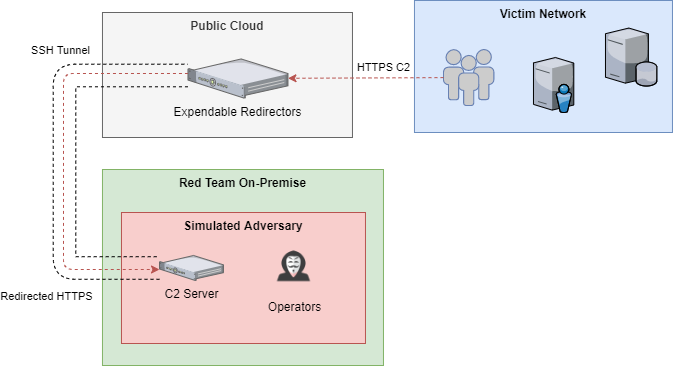 Public Cloud
Victim Network
SSH Tunnel
HTTPS C2
Expendable Redirectors
Red Team On-Premise
Simulated Adversary
C2 Server
Redirected HTTPS
Operators